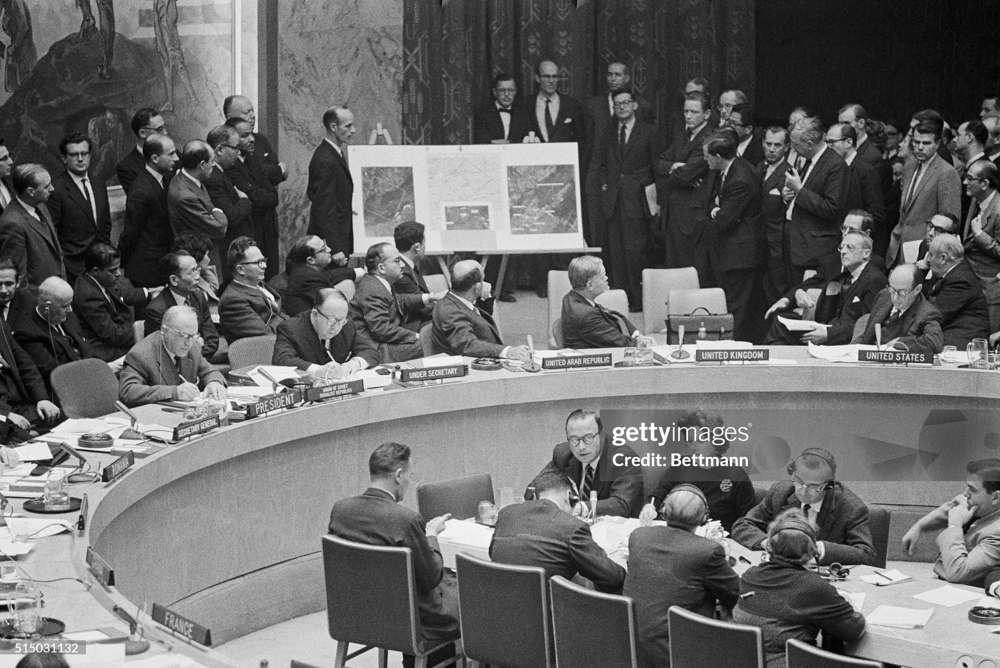 UNITED ARAB REPUBLIC
UNITED KINGDOM
UNITED STATES
UNDER SECRETARY
UNION OF SOVIET
SOCIALIST REPUBLICS
PRESIDENT
SECRETARY GENERAL
gettyimages®
Credit: Bettmann
FRANCE
515031132